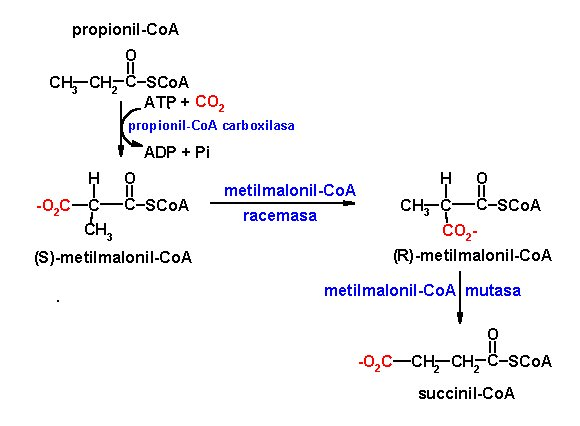 propionil-CoA
O
CH3-CH2-C-SCoA
ATP + CO2
propionil-CoA carboxilasa
ADP + Pi
H O
-O2C-C-C-SCoA
CH3
(S)-metilmalonil-CoA
metilmalonil-CoA
racemasa
H O
CH3-C-C-SCoA
CO2-
(R)-metilmalonil-CoA
metilmalonil-CoA mutasa
O
-O2C-CH2-CH2-C-SCoA
succinil-CoA